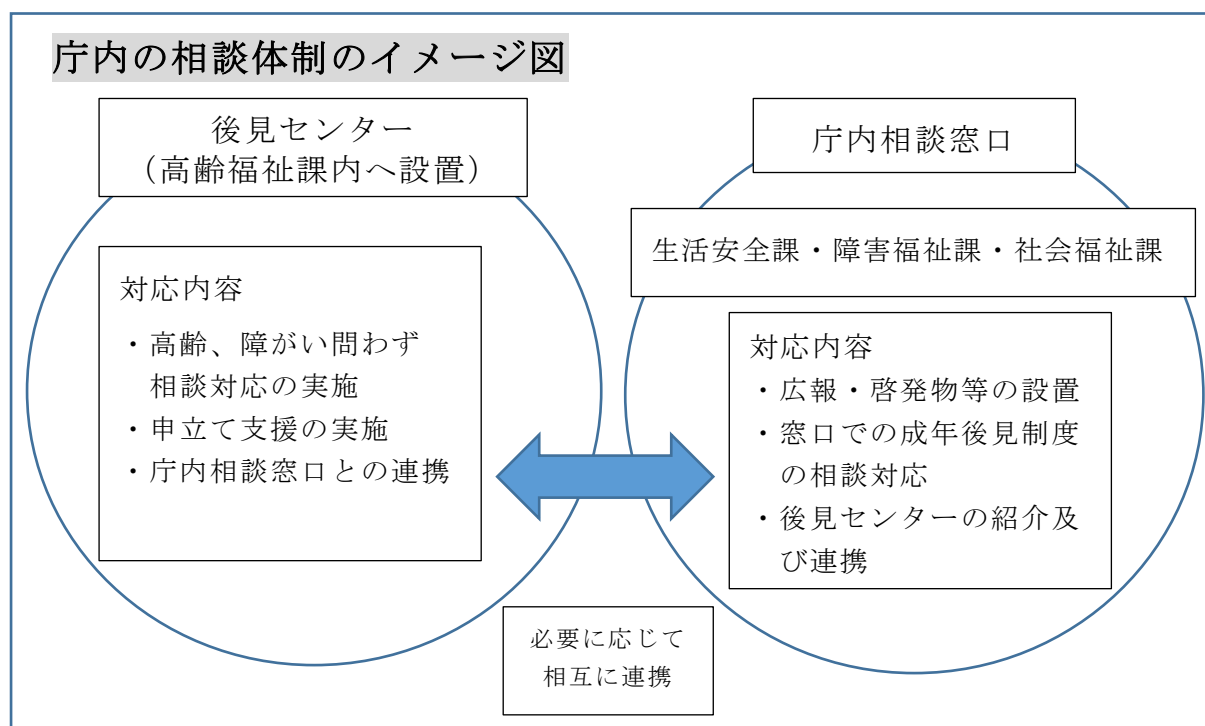 庁内の相談体制のイメージ図
後見センター
（高齢福祉課内へ設置）
対応内容
・高齢、障がい問わず
相談対応の実施
・申立て支援の実施
・庁内相談窓口との連携
庁内相談窓口
生活安全課・障害福祉課・社会福祉課
対応内容
・広報・啓発物等の設置
・窓口での成年後見制度
の相談対応
・後見センターの紹介及
び連携
必要に応じて
相互に連携